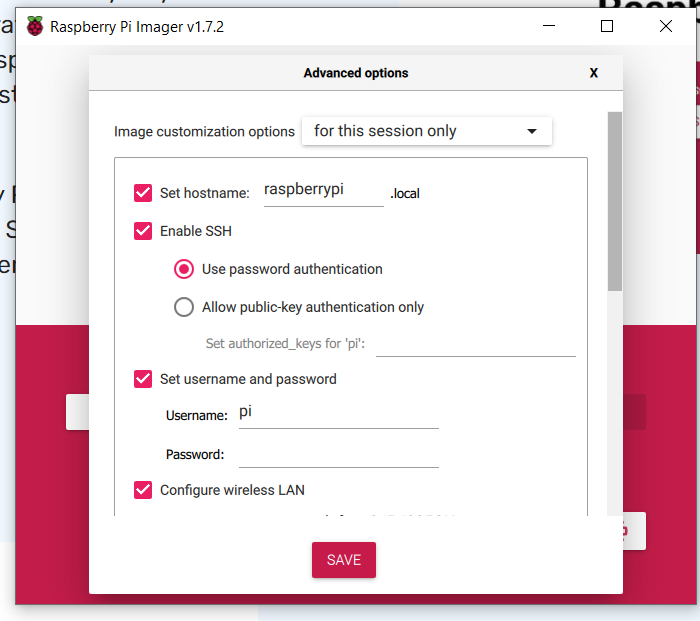 Raspberry Pi Imager v1.7.2
Advanced options
X
Image customization options
for this session only
Set hostname: raspberrypi .local
Enable SSH
Use password authentication
Allow public-key authentication only
Set authorized_keys for 'pi':
Set username and password
Username: pi
Password:
Configure wireless LAN
SAVE